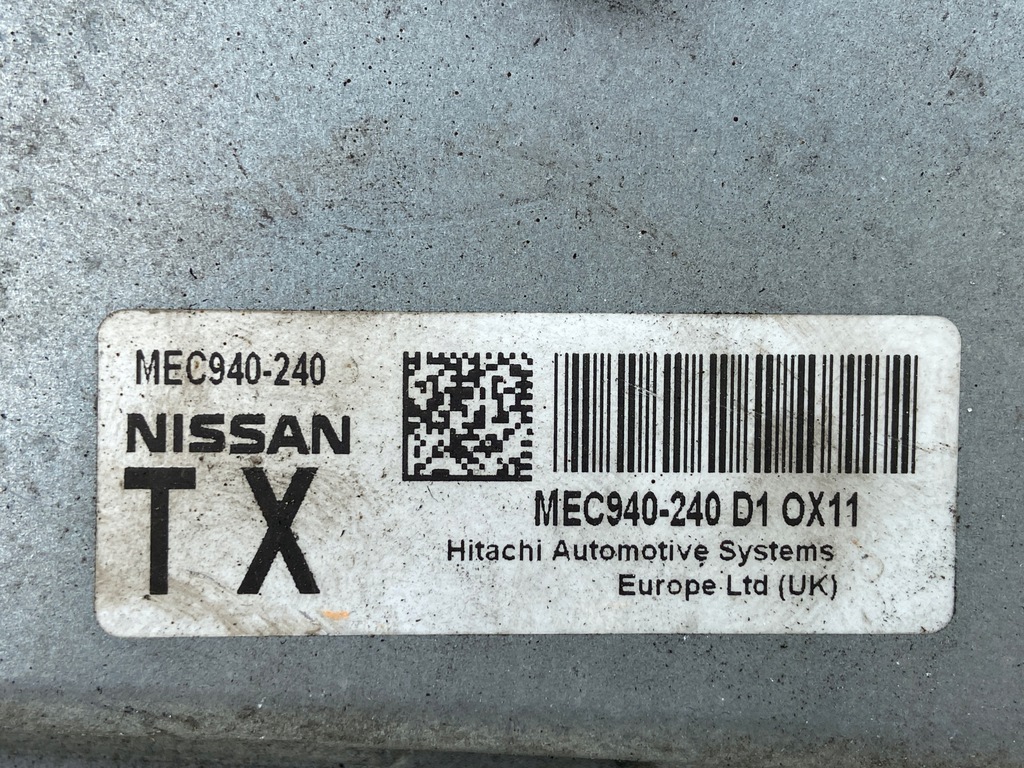 MEC940-240
NISSAN
TX
MEC940-240 D1 OX11
Hitachi Automotive Systems
Europe Ltd (UK)